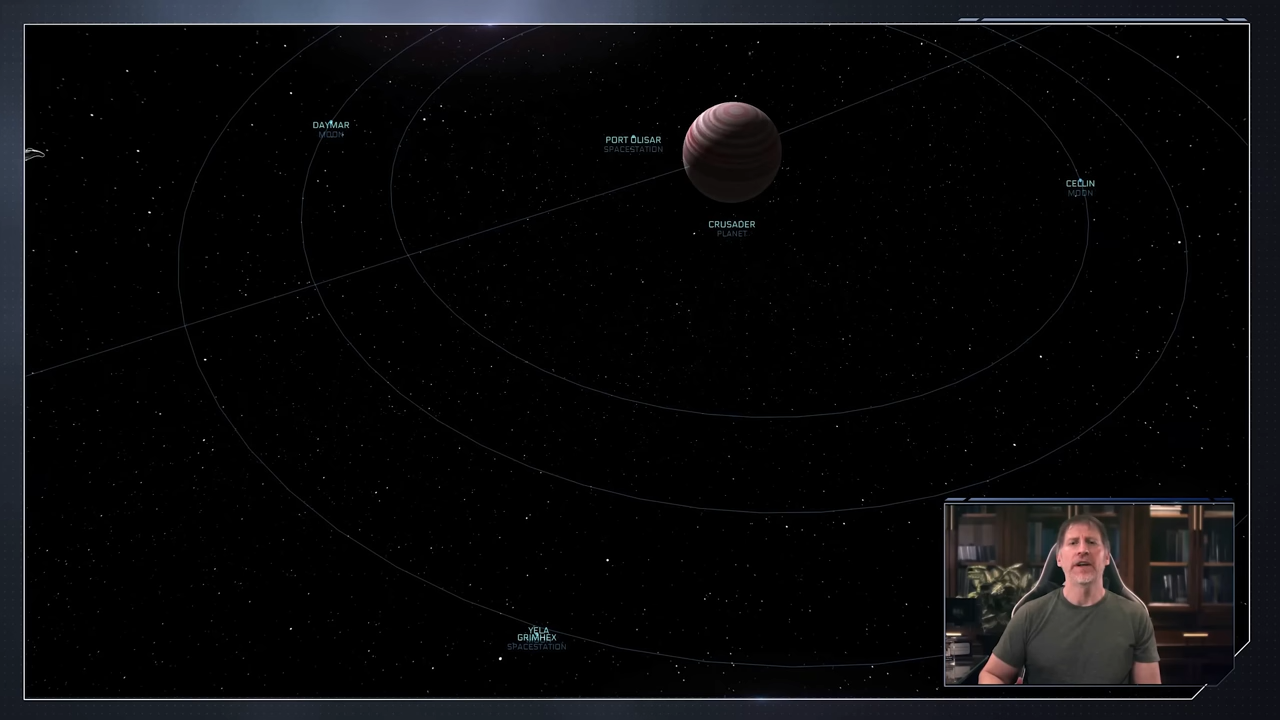 DAYMAR
MOON
PORT OLISAR
SPACESTATION
CELLIN
MOON
CRUSADER
PLANET
YELA
GRIMHEX
SPACESTATION